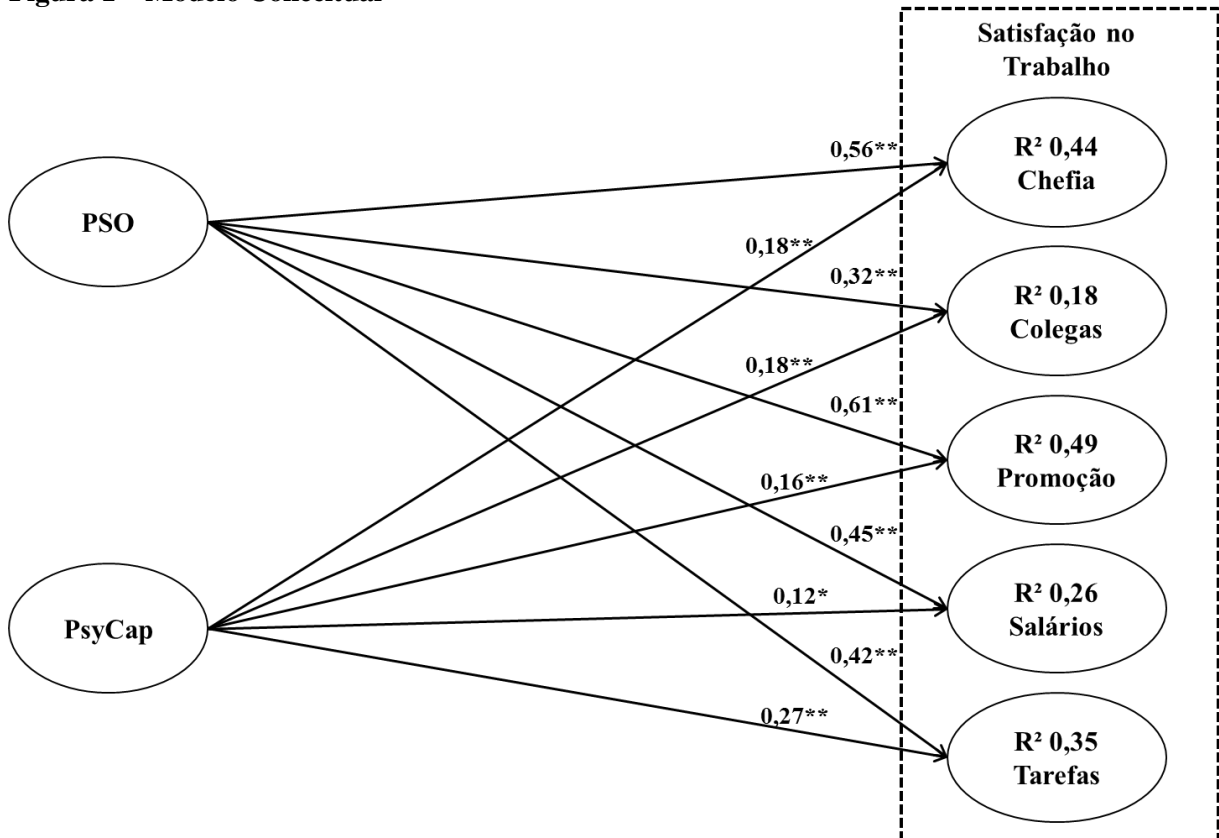 Figura 1 – Modelo Conceitual
Satisfação no
Trabalho
R² 0,44
Chefia
R² 0,18
Colegas
R² 0,49
Promoção
R² 0,26
Salários
R² 0,35
Tarefas
PSO
PsyCap
0,56**
0,18**
0,32**
0,18**
0,61**
0,16**
0,45**
0,12*
0,42**
0,27**